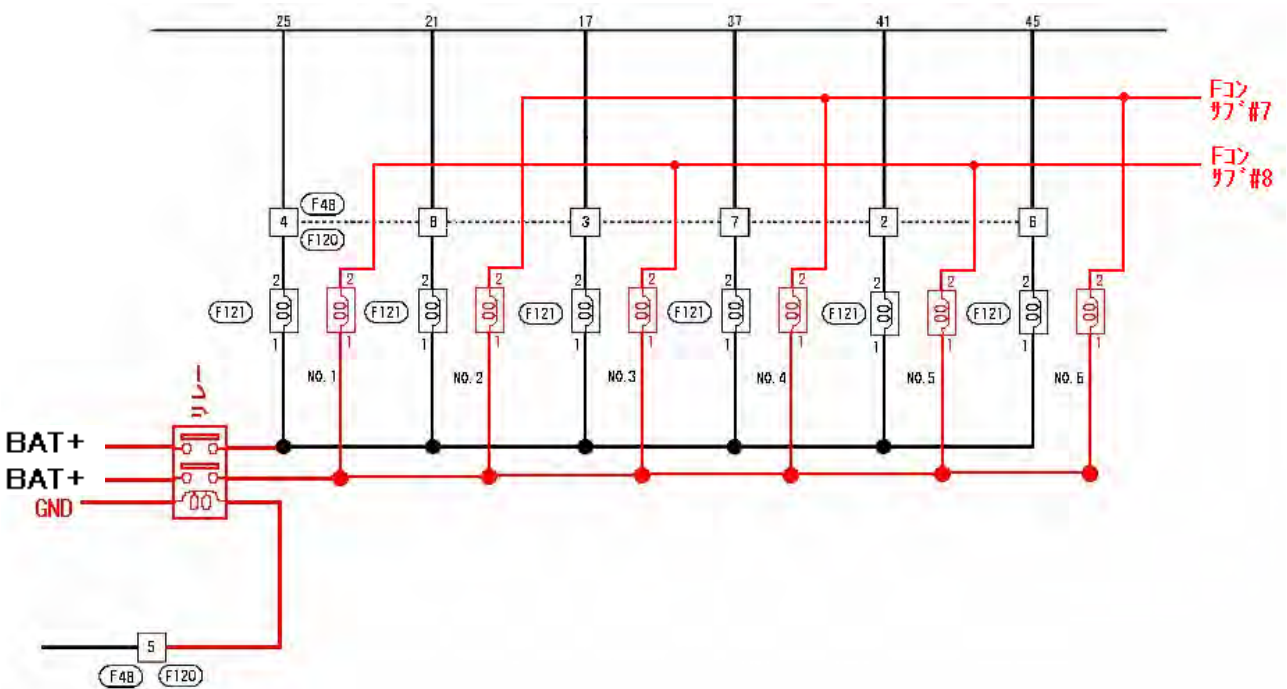 25 21 17 37 41 45
Fコン
サブ#7
Fコン
サブ#8
F48
4 8 3 7 2 6
F120
2 2 2 2 2 2 2 2 2 2 2 2
F121 F121 F121 F121 F121 F121
1 1 1 1 1 1 1 1 1 1 1 1
NO.1 NO.2 NO.3 NO.4 NO.5 NO.6
リレー
BAT+
BAT+
GND
5
F48 F120